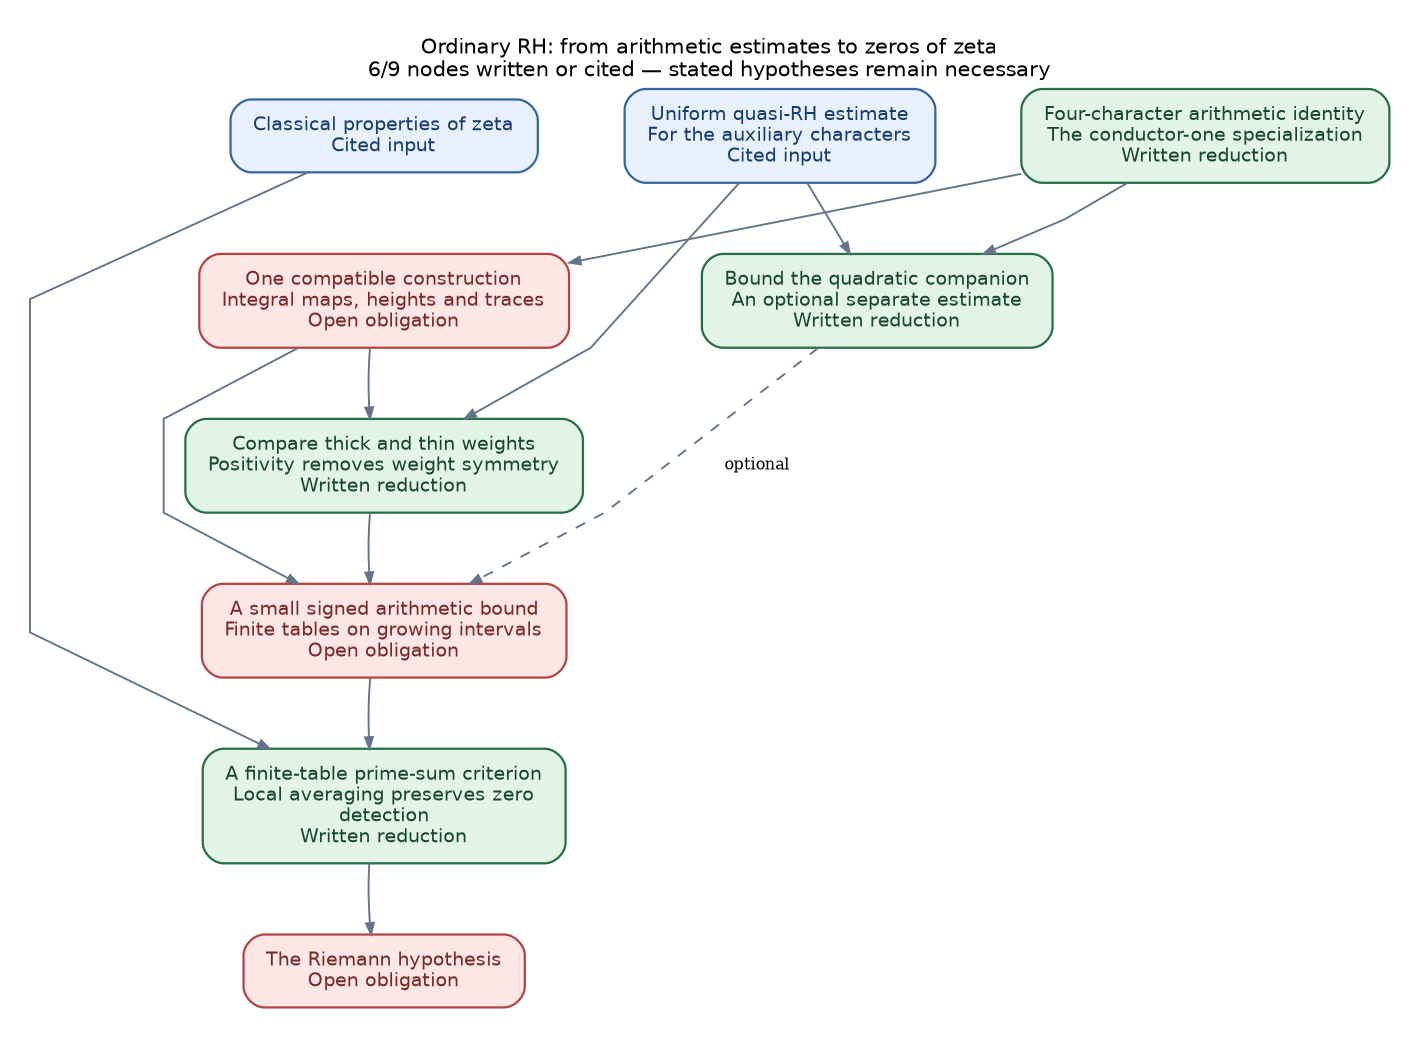 Ordinary RH: from arithmetic estimates to zeros of zeta
6/9 nodes written or cited — stated hypotheses remain necessary
Classical properties of zeta
Cited input
Uniform quasi-RH estimate
For the auxiliary characters
Cited input
Four-character arithmetic identity
The conductor-one specialization
Written reduction
One compatible construction
Integral maps, heights and traces
Open obligation
Bound the quadratic companion
An optional separate estimate
Written reduction
Compare thick and thin weights
Positivity removes weight symmetry
Written reduction
optional
A small signed arithmetic bound
Finite tables on growing intervals
Open obligation
A finite-table prime-sum criterion
Local averaging preserves zero
detection
Written reduction
The Riemann hypothesis
Open obligation